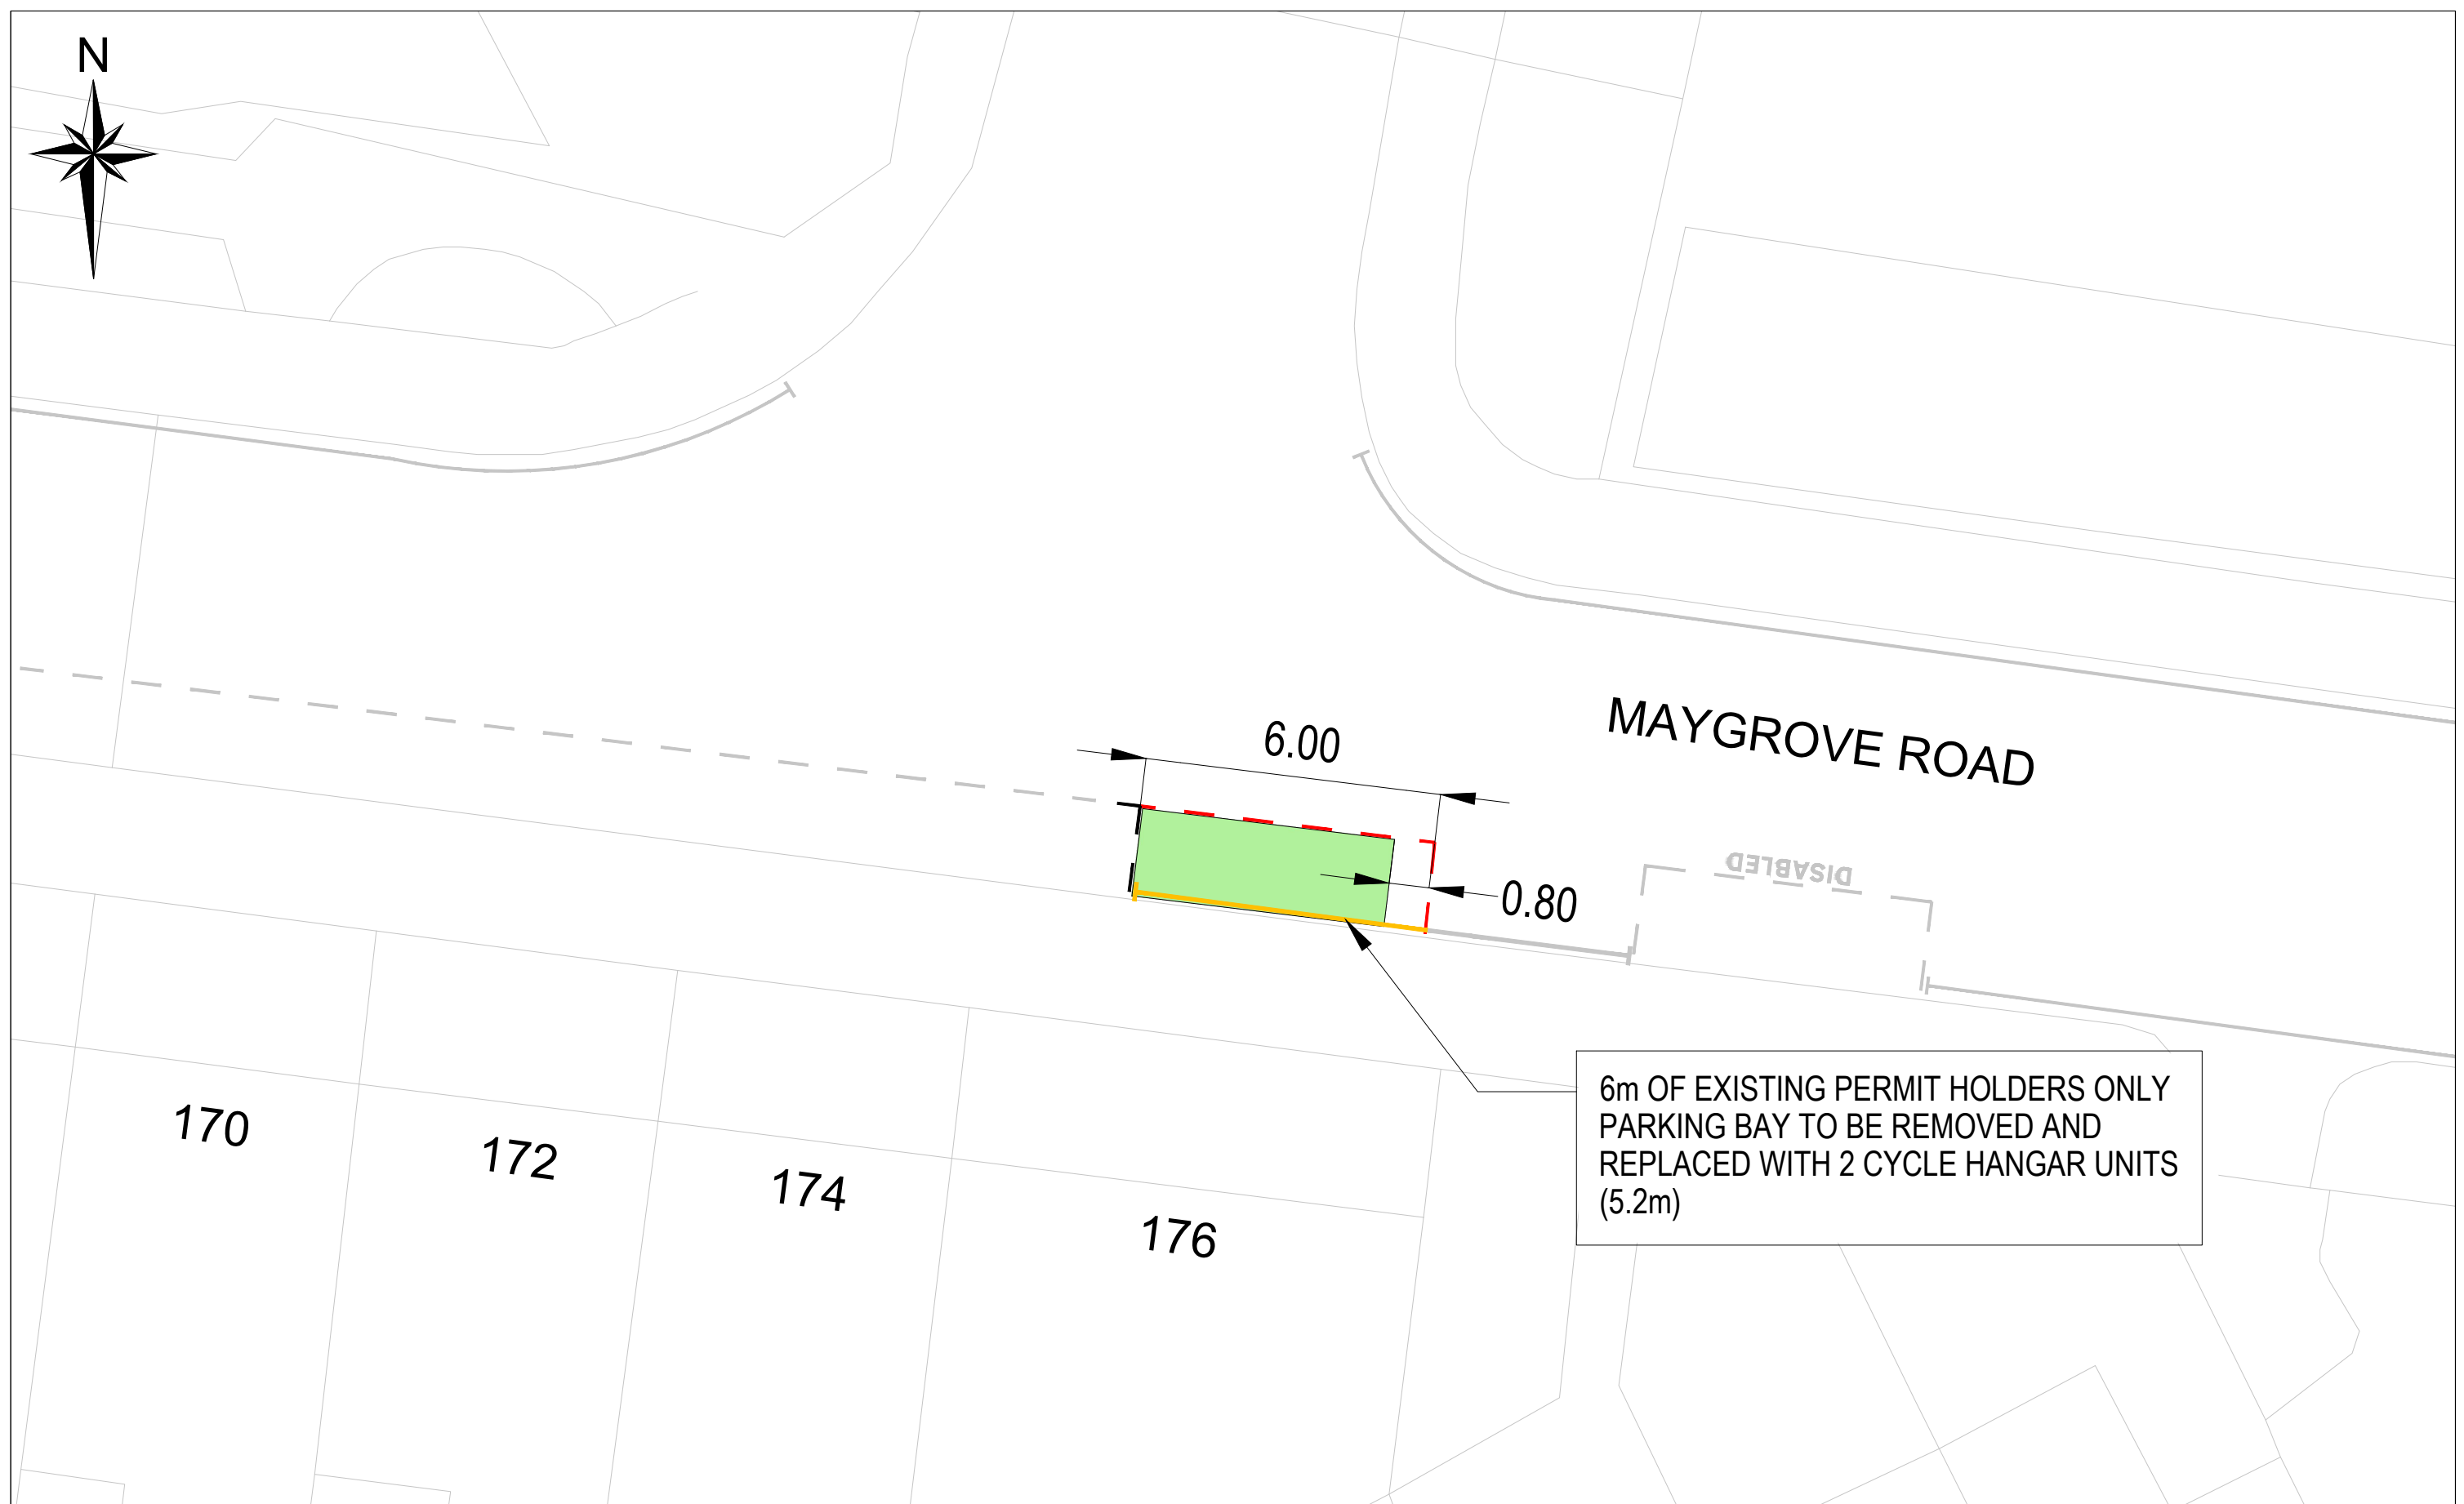 N
6.00
MAYGROVE ROAD
DISABLED
0.80
6m OF EXISTING PERMIT HOLDERS ONLY
PARKING BAY TO BE REMOVED AND
REPLACED WITH 2 CYCLE HANGAR UNITS
(5.2m)
170
172
174
176